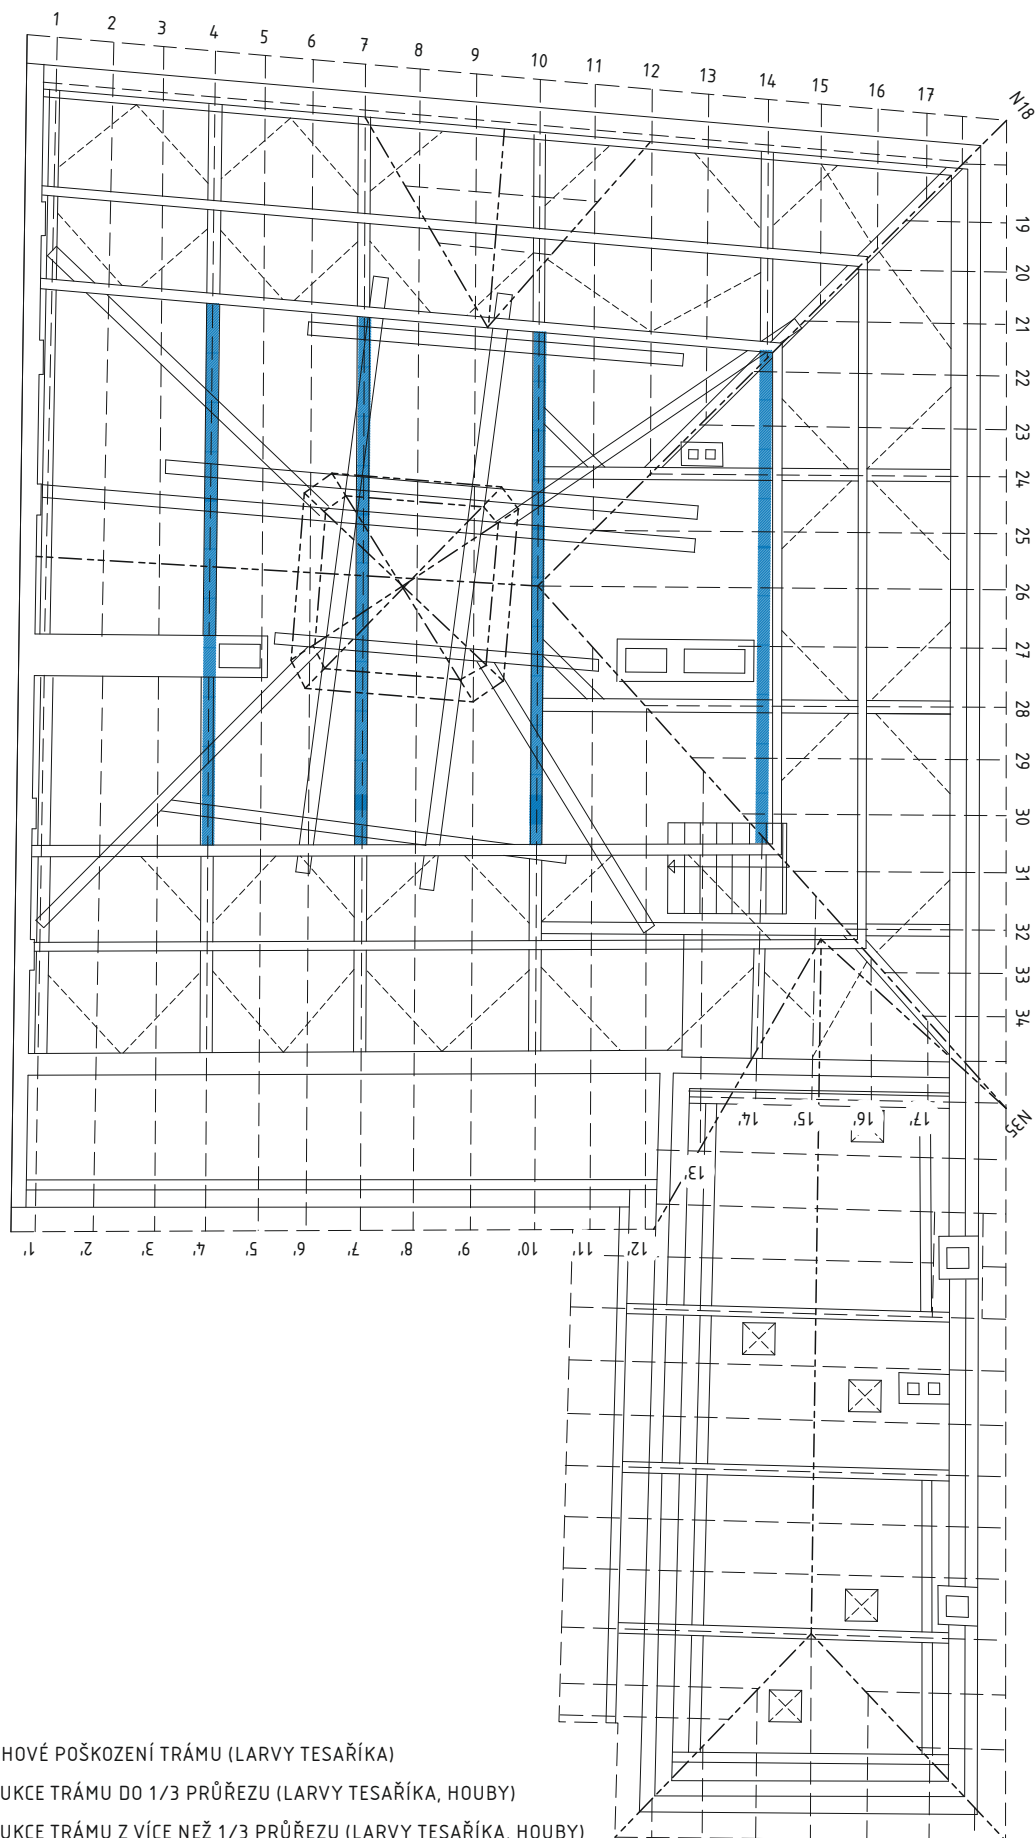 1 2 3 4 5 6 7 8 9 10 11 12 13 14 15 16 17 N18
19
20
21
22
23
24
25
26
27
28
29
30
31
32
33
34
N35
14' 15' 16' 17'
13'
1' 2' 3' 4' 5' 6' 7' 8' 9' 10' 11' 12'
HOVÉ POŠKOZENÍ TRÁMU (LARVY TESAŘÍKA)
UKCE TRÁMU DO 1/3 PRŮŘEZU (LARVY TESAŘÍKA, HOUBY)
UKCE TRÁMU Z VÍCE NEŽ 1/3 PRŮŘEZU (LARVY TESAŘÍKA, HOUBY)